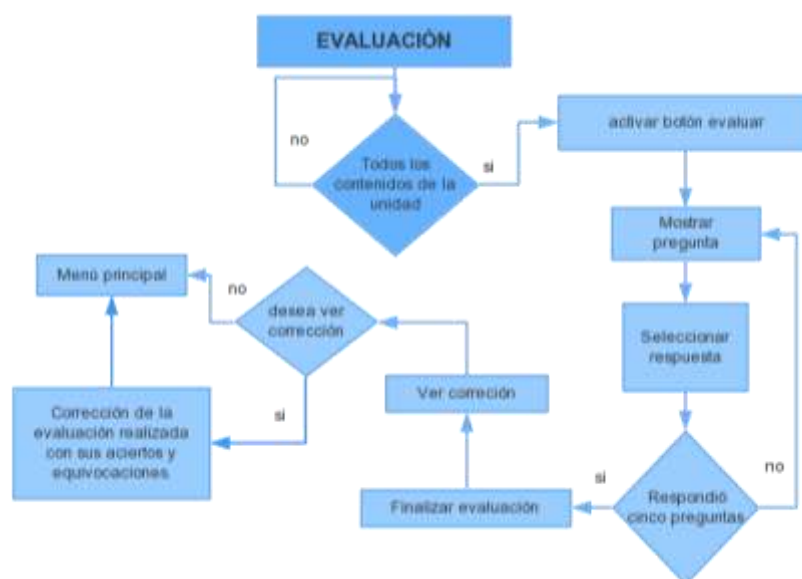 EVALUACIÓN
no
Todos los
contenidos de la
unidad
si
activar botón evaluar
Mostrar
pregunta
Seleccionar
respuesta
Respondió
cinco preguntas
no
si
Finalizar evaluación
Ver correción
desea ver
corrección
no
si
Menú principal
Corrección de la
evaluación realizada
con sus aciertos y
equivocaciones